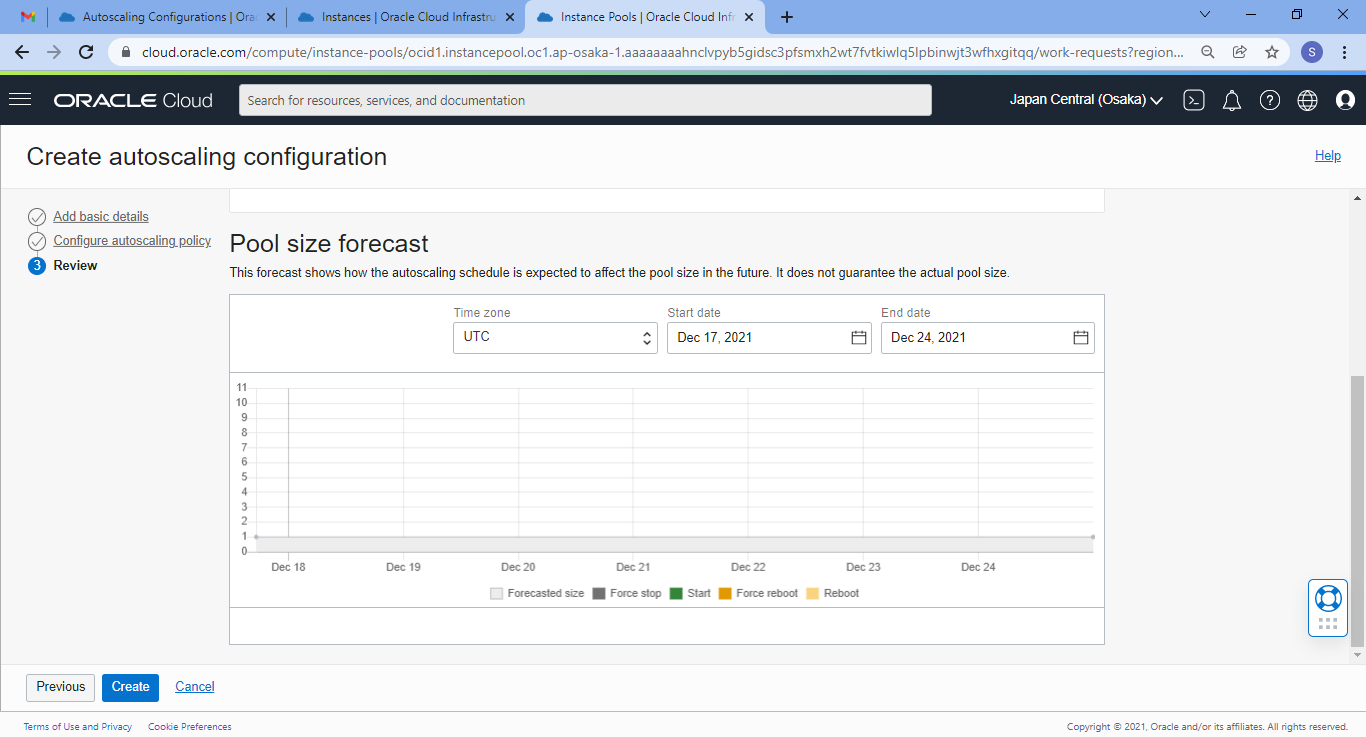 Autoscaling Configurations | Ora
Instances | Oracle Cloud Infrastru
Instance Pools | Oracle Cloud Infr
cloud.oracle.com/compute/instance-pools/ocid1.instancepool.oc1.ap-osaka-1.aaaaaaaahnclvpyb5gidsc3pfsmxh2wt7fvtkiwlq5lpbinwjt3wfhxgitqq/work-requests?region...
S
ORACLE Cloud
Search for resources, services, and documentation
Japan Central (Osaka)
Create autoscaling configuration
Help
Add basic details
Configure autoscaling policy
3 Review
Pool size forecast
This forecast shows how the autoscaling schedule is expected to affect the pool size in the future. It does not guarantee the actual pool size.
Time zone
UTC
Start date
Dec 17, 2021
End date
Dec 24, 2021
11
10
9
8
7
6
5
4
3
2
1
0
Dec 18 Dec 19 Dec 20 Dec 21 Dec 22 Dec 23 Dec 24
Forecasted size Force stop Start Force reboot Reboot
Previous Create Cancel
Terms of Use and Privacy Cookie Preferences
Copyright © 2021, Oracle and/or its affiliates. All rights reserved.